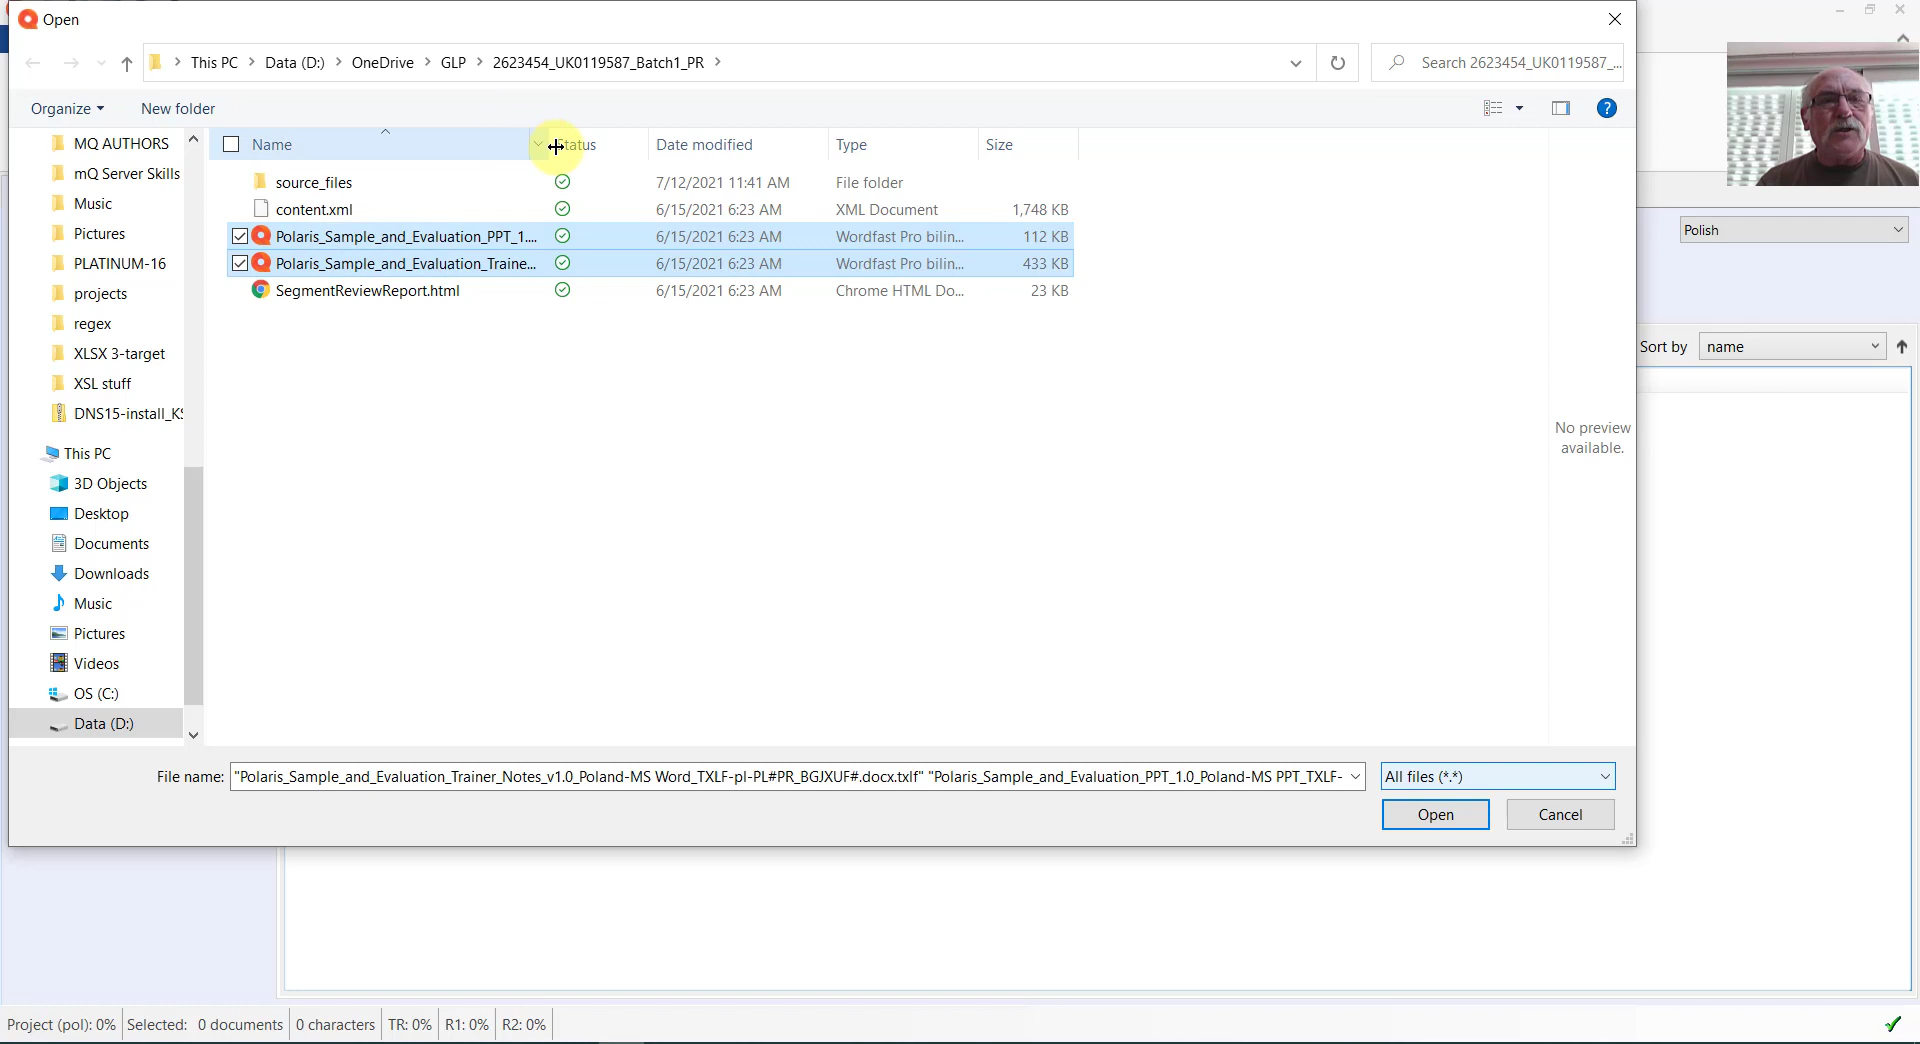 Open
This PC
Data (D:)
OneDrive
GLP
2623454_UK0119587_Batch1_PR
Search 2623454_UK0119587_...
Organize
New folder
?
MQ AUTHORS
mQ Server Skills
Music
Pictures
PLATINUM-16
projects
regex
XLSX 3-target
XSL stuff
DNS15-install_KS
This PC
3D Objects
Desktop
Documents
Downloads
Music
Pictures
Videos
OS (C:)
Data (D:)
Name
Status
Date modified
Type
Size
source_files
7/12/2021 11:41 AM
File folder
content.xml
6/15/2021 6:23 AM
XML Document
1,748 KB
Polaris_Sample_and_Evaluation_PPT_1....
6/15/2021 6:23 AM
Wordfast Pro bilin...
112 KB
Polaris_Sample_and_Evaluation_Traine...
6/15/2021 6:23 AM
Wordfast Pro bilin...
433 KB
SegmentReviewReport.html
6/15/2021 6:23 AM
Chrome HTML Do...
23 KB
No preview
available.
Polish
Sort by
name
File name:
"Polaris_Sample_and_Evaluation_Trainer_Notes_v1.0_Poland-MS Word_TXLF-pl-PL#PR_BGJXUF#.docx.txlf" "Polaris_Sample_and_Evaluation_PPT_1.0_Poland-MS PPT_TXLF-
All files (*.*)
Open
Cancel
Project (pol): 0%
Selected: 0 documents
0 characters
TR: 0%
R1: 0%
R2: 0%